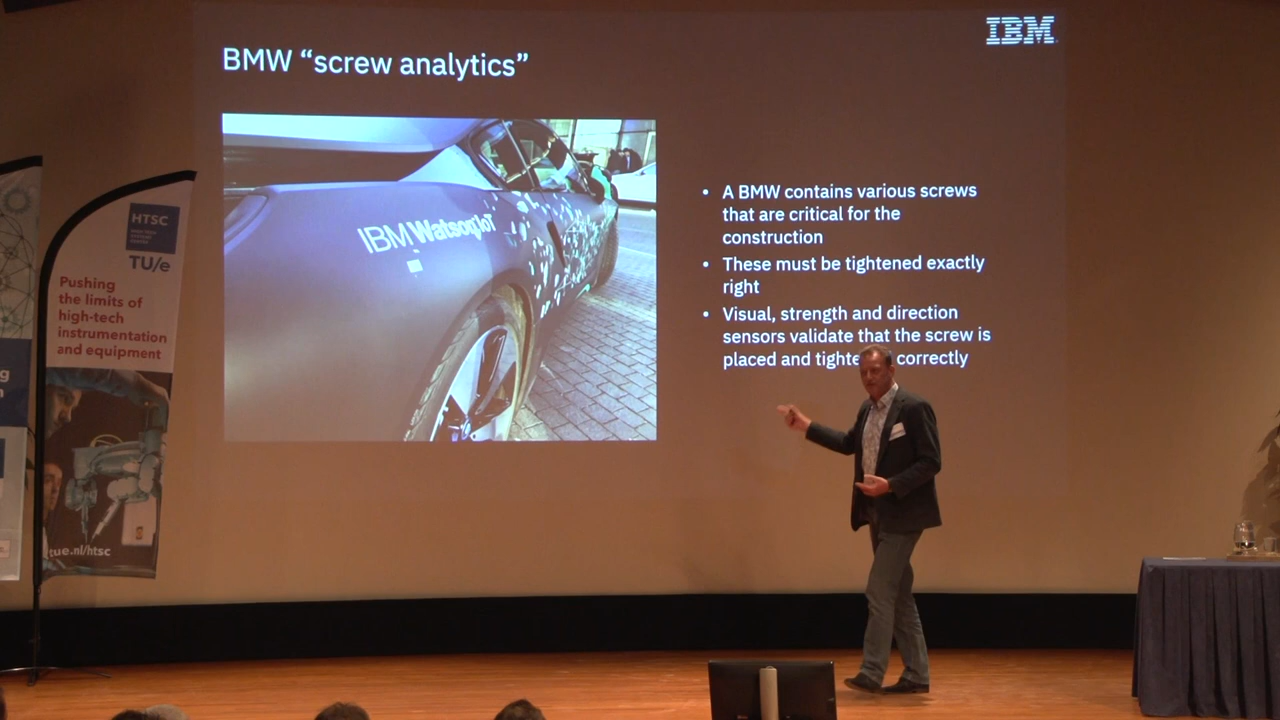 IBM
BMW “screw analytics”
IBM Watson IoT
• A BMW contains various screws
that are critical for the
construction
• These must be tightened exactly
right
• Visual, strength and direction
sensors validate that the screw is
placed and tighte correctly
HTSC
TU/e
Pushing
the limits of
high-tech
instrumentation
and equipment
tue.nl/htsc
g